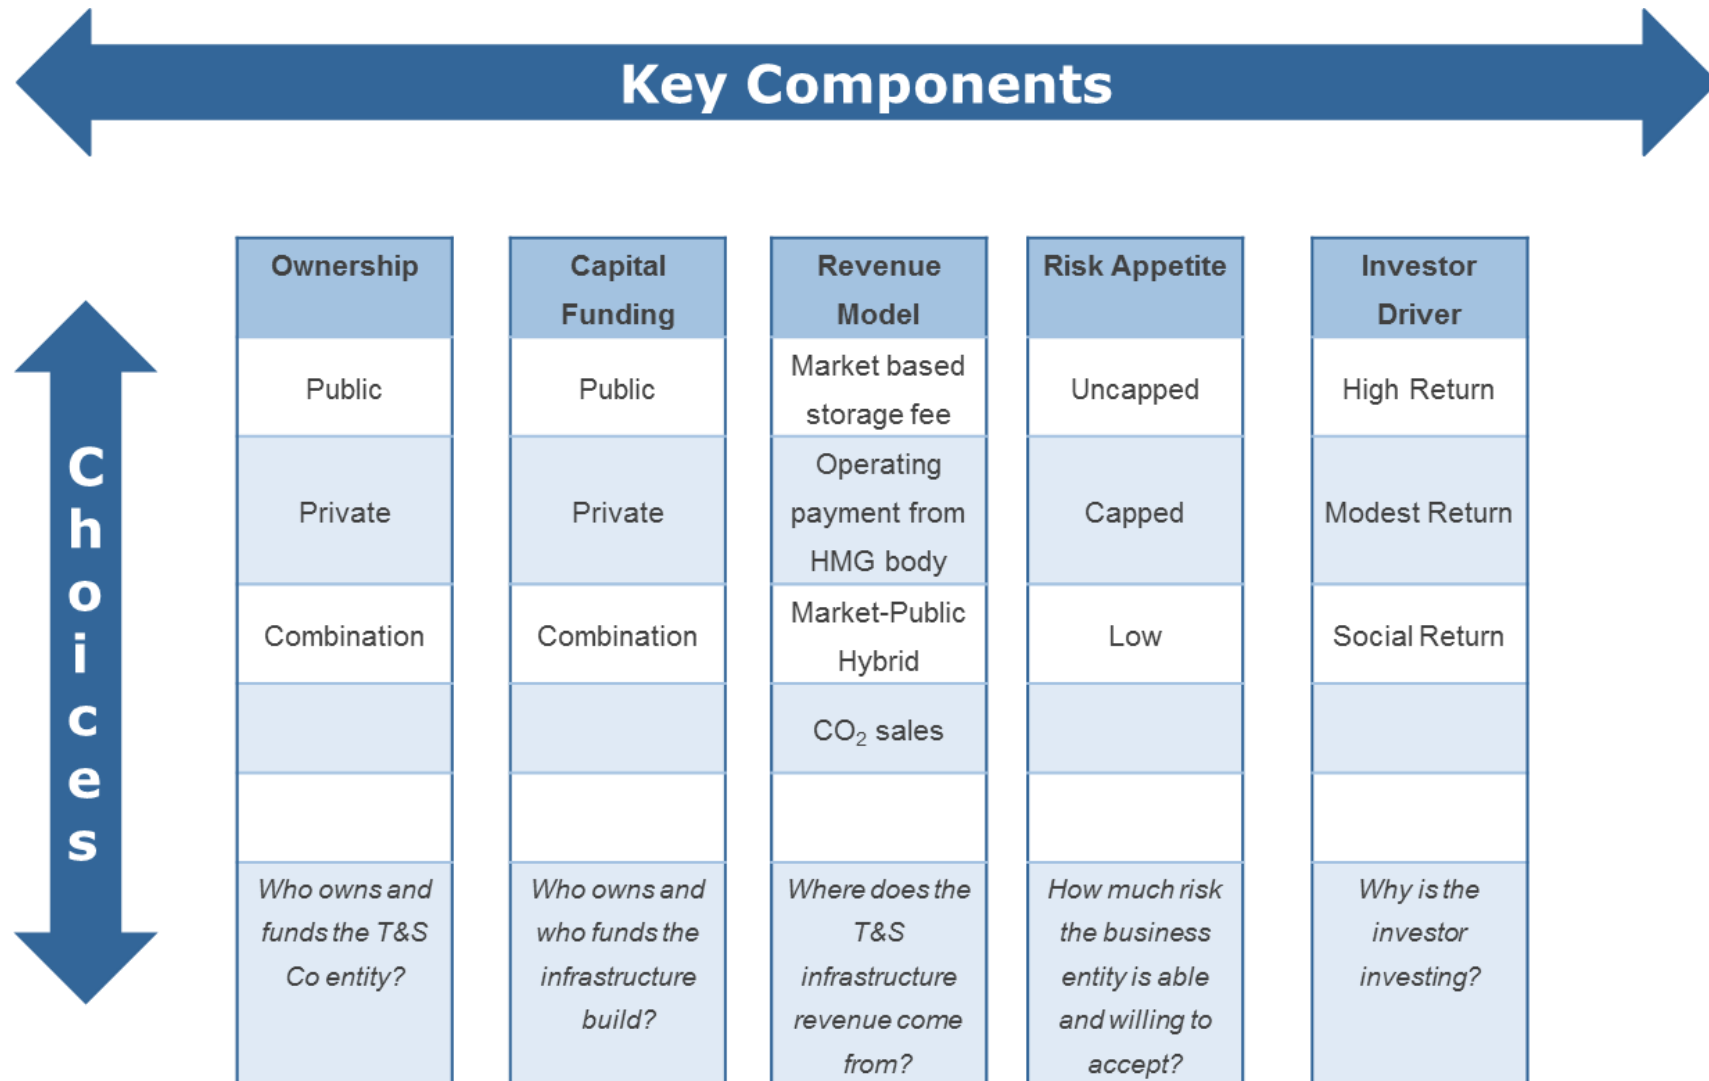 Key Components
Choices
Ownership
Public
Private
Combination
Who owns and
funds the T&S
Co entity?
Capital
Funding
Public
Private
Combination
Who owns and
who funds the
infrastructure
build?
Revenue
Model
Market based
storage fee
Operating
payment from
HMG body
Market-Public
Hybrid
CO₂ sales
Where does the
T&S
infrastructure
revenue come
from?
Risk Appetite
Uncapped
Capped
Low
How much risk
the business
entity is able
and willing to
accept?
Investor
Driver
High Return
Modest Return
Social Return
Why is the
investor
investing?